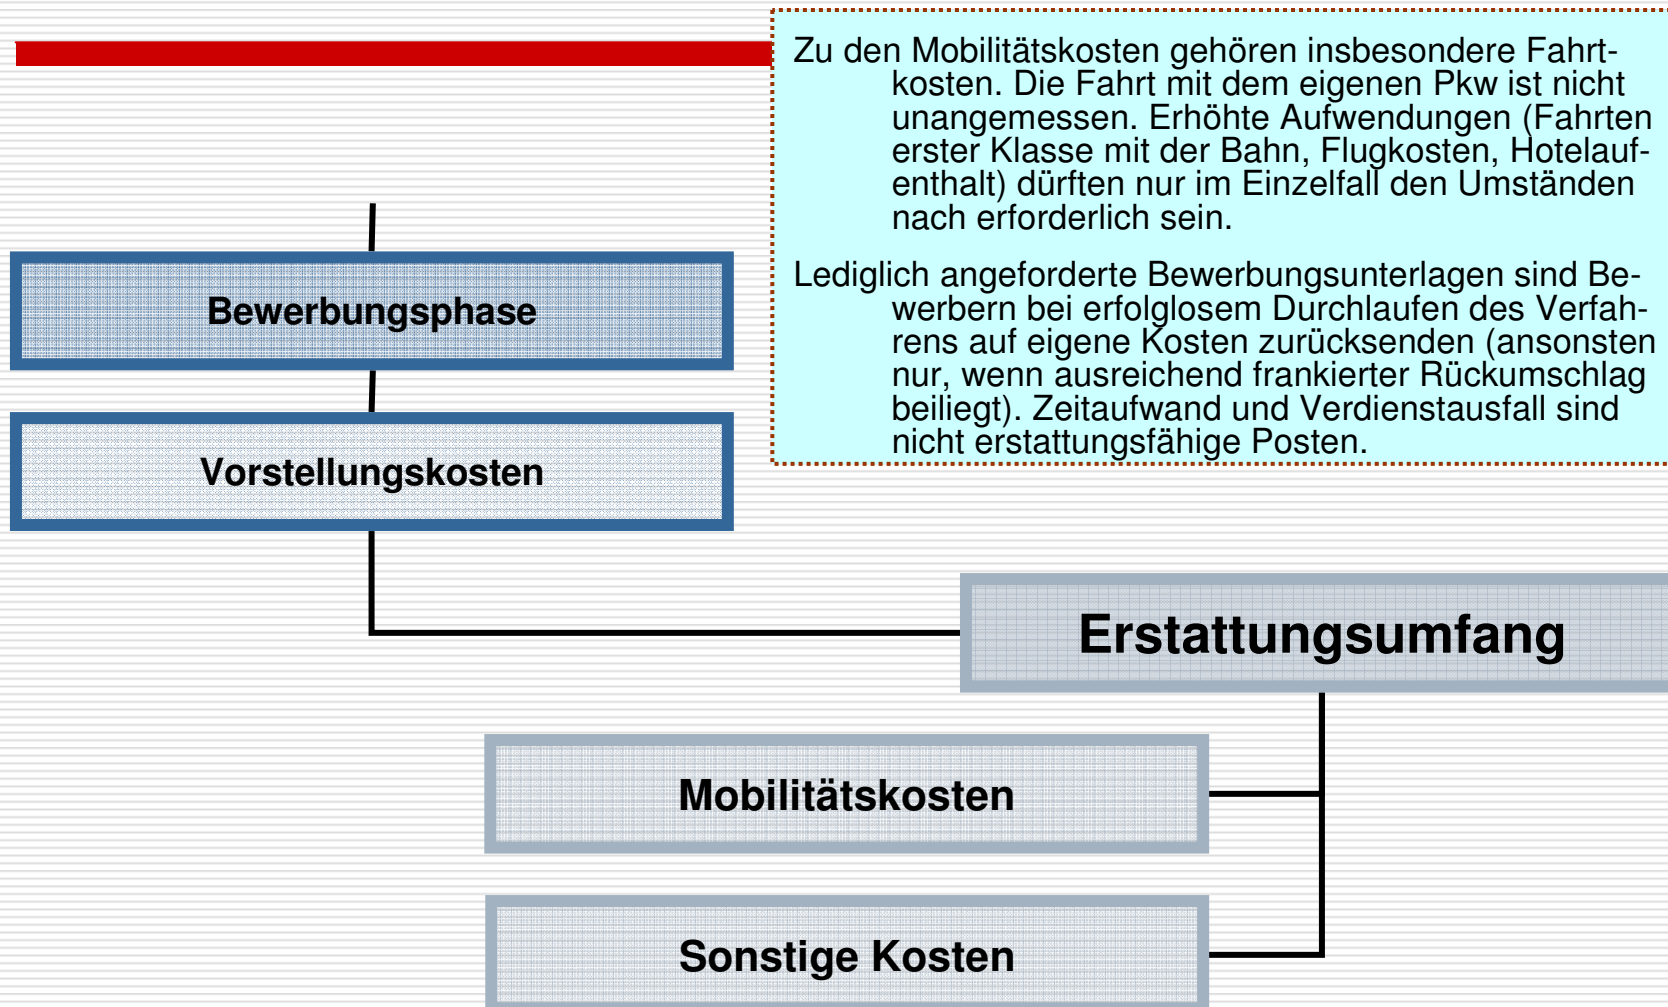 Zu den Mobilitätskosten gehören insbesondere Fahrt-
kosten. Die Fahrt mit dem eigenen Pkw ist nicht
unangemessen. Erhöhte Aufwendungen (Fahrten
erster Klasse mit der Bahn, Flugkosten, Hotelauf-
enthalt) dürften nur im Einzelfall den Umständen
nach erforderlich sein.
Lediglich angeforderte Bewerbungsunterlagen sind Be-
werbern bei erfolglosem Durchlaufen des Verfah-
rens auf eigene Kosten zurücksenden (ansonsten
nur, wenn ausreichend frankierter Rückumschlag
beiliegt). Zeitaufwand und Verdienstausfall sind
nicht erstattungsfähige Posten.
Bewerbungsphase
Vorstellungskosten
Erstattungsumfang
Mobilitätskosten
Sonstige Kosten